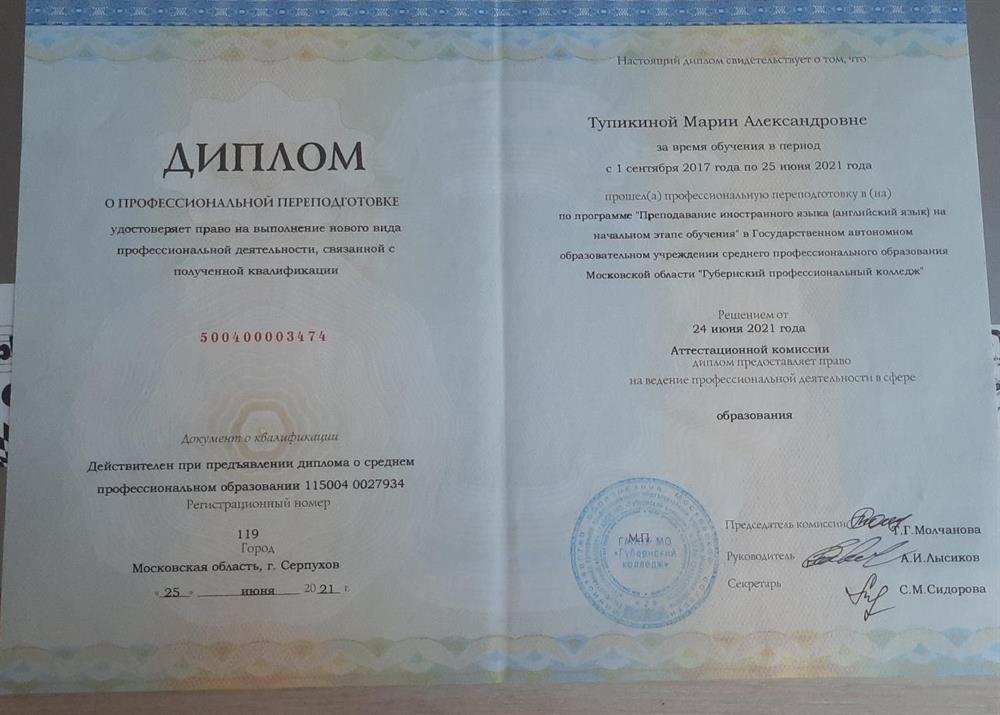 ДИПЛОМ
О ПРОФЕССИОНАЛЬНОЙ ПЕРЕПОДГОТОВКЕ
удостоверяет право на выполнение нового вида
профессиональной деятельности, связанной с
полученной квалификации
500400003474
Документ о квалификации
Действителен при предъявлении диплома о среднем
профессиональном образовании 115004 0027934
Регистрационный номер
119
Город
Московская область, г. Серпухов
« 25 » июня 20 21 г.
Настоящий диплом свидетельствует о том, что
Тупикиной Марии Александровне
за время обучения в период
с 1 сентября 2017 года по 25 июня 2021 года
прошел(а) профессиональную переподготовку в (на)
по программе "Преподавание иностранного языка (английский язык) на
начальном этапе обучения" в Государственном автономном
образовательном учреждении среднего профессионального образования
Московской области "Губернский профессиональный колледж"
Решением от
24 июня 2021 года
Аттестационной комиссии
диплом предоставляет право
на ведение профессиональной деятельности в сфере
образования
М.П.
«Губернский
колледж»
Председатель комиссии Т.Г.Молчанова
Руководитель А.И.Лысиков
Секретарь С.М.Сидорова